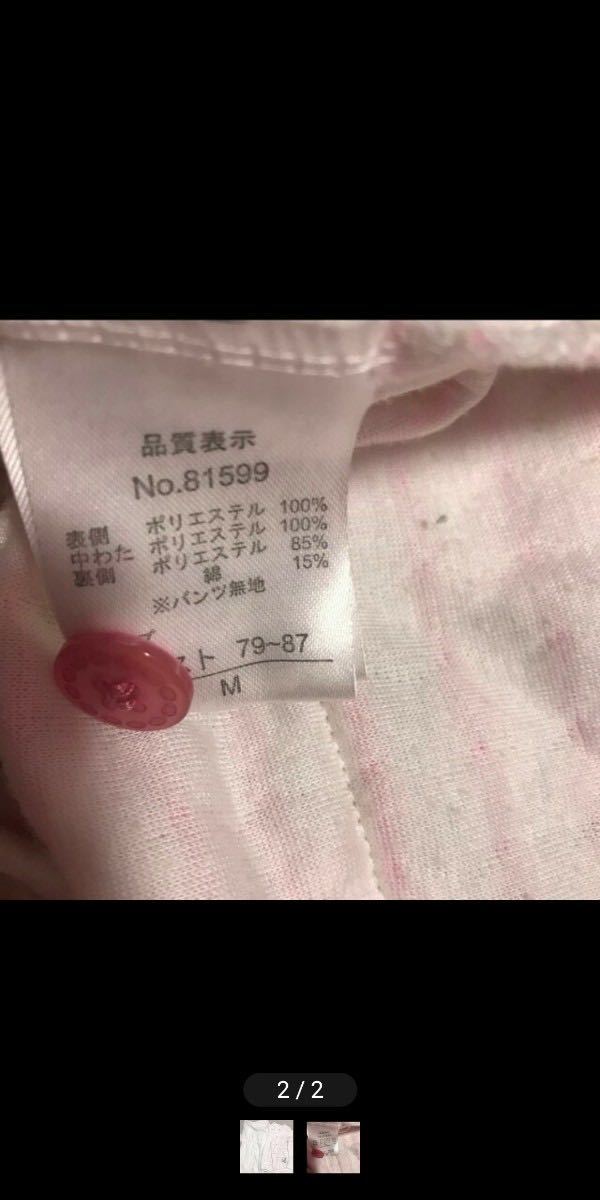 品質表示
No.81599
表側 ポリエステル 100%
中わた ポリエステル 100%
裏側 ポリエステル 85%
綿 15%
※パンツ無地
79~87
M
2 / 2